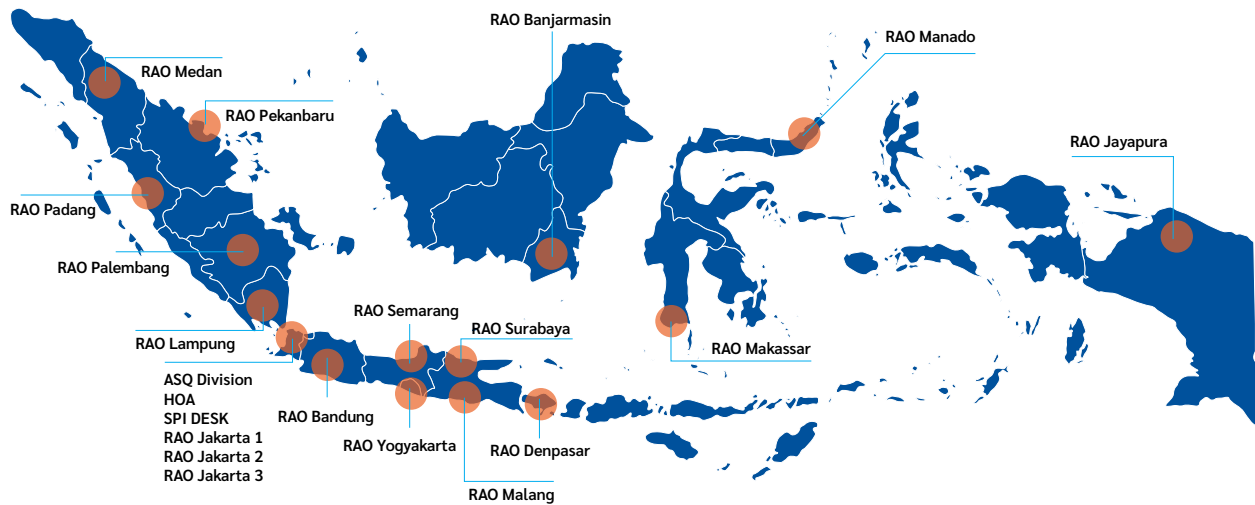 RAO Banjarmasin
RAO Manado
RAO Medan
RAO Pekanbaru
RAO Jayapura
RAO Padang
RAO Palembang
RAO Semarang
RAO Surabaya
RAO Lampung
RAO Makassar
ASQ Division
HOA
SPI DESK
RAO Jakarta 1
RAO Jakarta 2
RAO Jakarta 3
RAO Bandung
RAO Yogyakarta
RAO Denpasar
RAO Malang